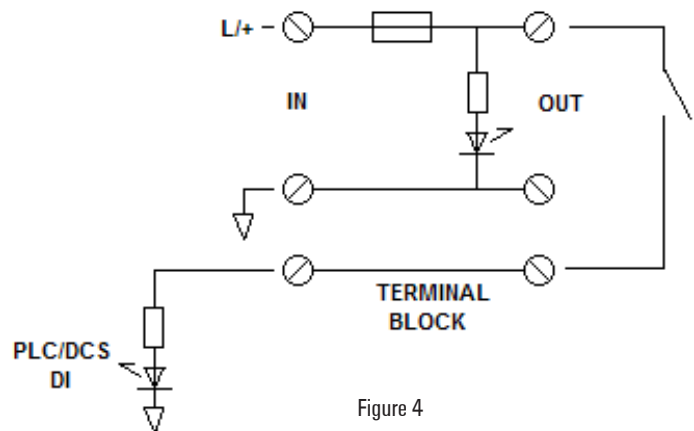 L/+
IN
OUT
TERMINAL
BLOCK
PLC/DCS
DI
Figure 4